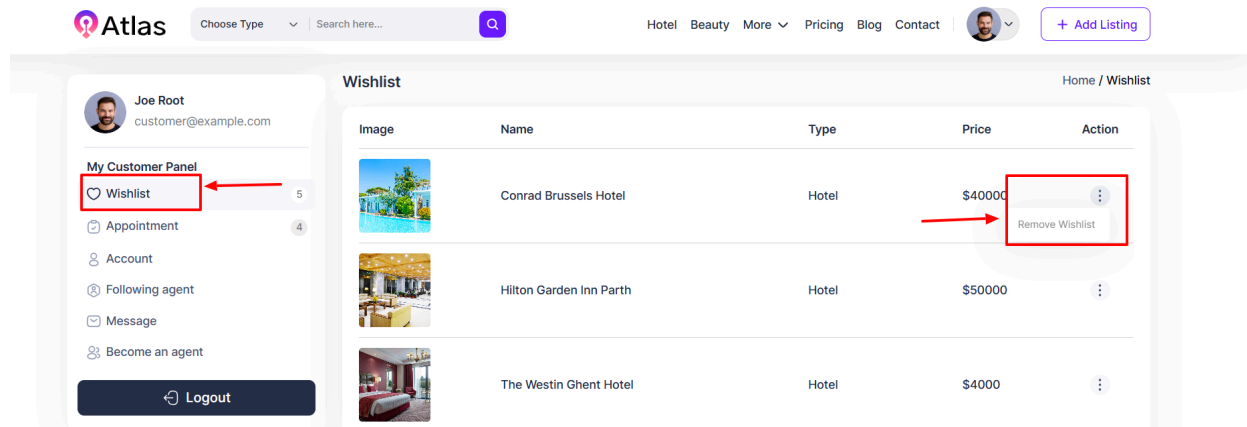 Atlas
Choose Type
Search here...
Hotel
Beauty
More
Pricing
Blog
Contact
+ Add Listing
Joe Root
customer@example.com
My Customer Panel
Wishlist 5
Appointment 4
Account
Following agent
Message
Become an agent
Logout
Wishlist
Home / Wishlist
Image Name Type Price Action
Conrad Brussels Hotel Hotel $40000
Remove Wishlist
Hilton Garden Inn Parth Hotel $50000
The Westin Ghent Hotel Hotel $4000